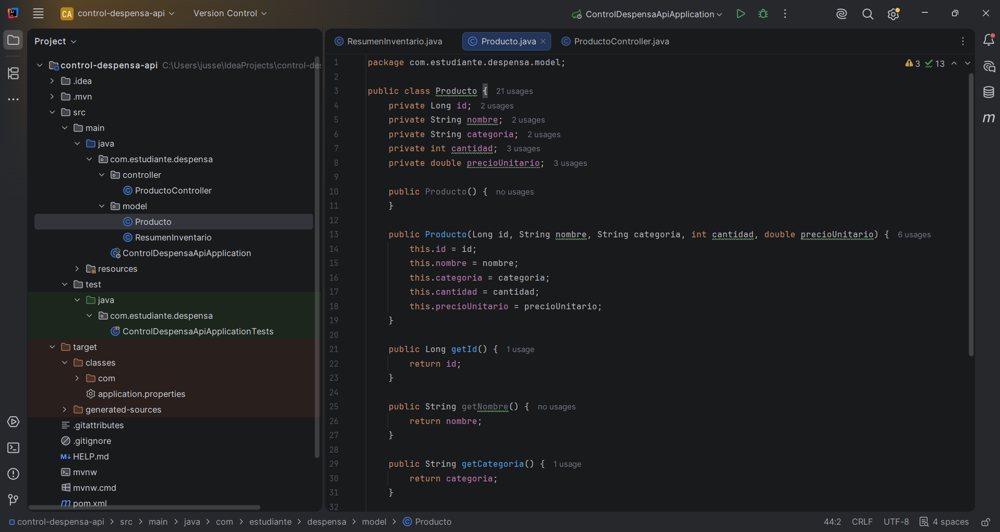 CA control-despensa-api Version Control ControlDespensaApiApplication
Project
control-despensa-api C:\Users\jusse\IdeaProjects\control-de
.idea
.mvn
src
main
java
com.estudiante.despensa
controller
ProductoController
model
Producto
ResumenInventario
ControlDespensaApiApplication
resources
test
java
com.estudiante.despensa
ControlDespensaApiApplicationTests
target
classes
com
application.properties
generated-sources
.gitattributes
.gitignore
HELP.md
mvnw
mvnw.cmd
pom.xml
ResumenInventario.java Producto.java ProductoController.java
3 13
1 package com.estudiante.despensa.model;
2
3 public class Producto { 21 usages
4 private Long id; 2 usages
5 private String nombre; 2 usages
6 private String categoria; 2 usages
7 private int cantidad; 3 usages
8 private double precioUnitario; 3 usages
9
10 public Producto() { no usages
11 }
12
13 public Producto(Long id, String nombre, String categoria, int cantidad, double precioUnitario) { 6 usages
14 this.id = id;
15 this.nombre = nombre;
16 this.categoria = categoria;
17 this.cantidad = cantidad;
18 this.precioUnitario = precioUnitario;
19 }
20
21 public Long getId() { 1 usage
22 return id;
23 }
24
25 public String getNombre() { no usages
26 return nombre;
27 }
28
29 public String getCategoria() { 1 usage
30 return categoria;
31 }
32
control-despensa-api > src > main > java > com > estudiante > despensa > model > Producto
44:2 CRLF UTF-8 4 spaces